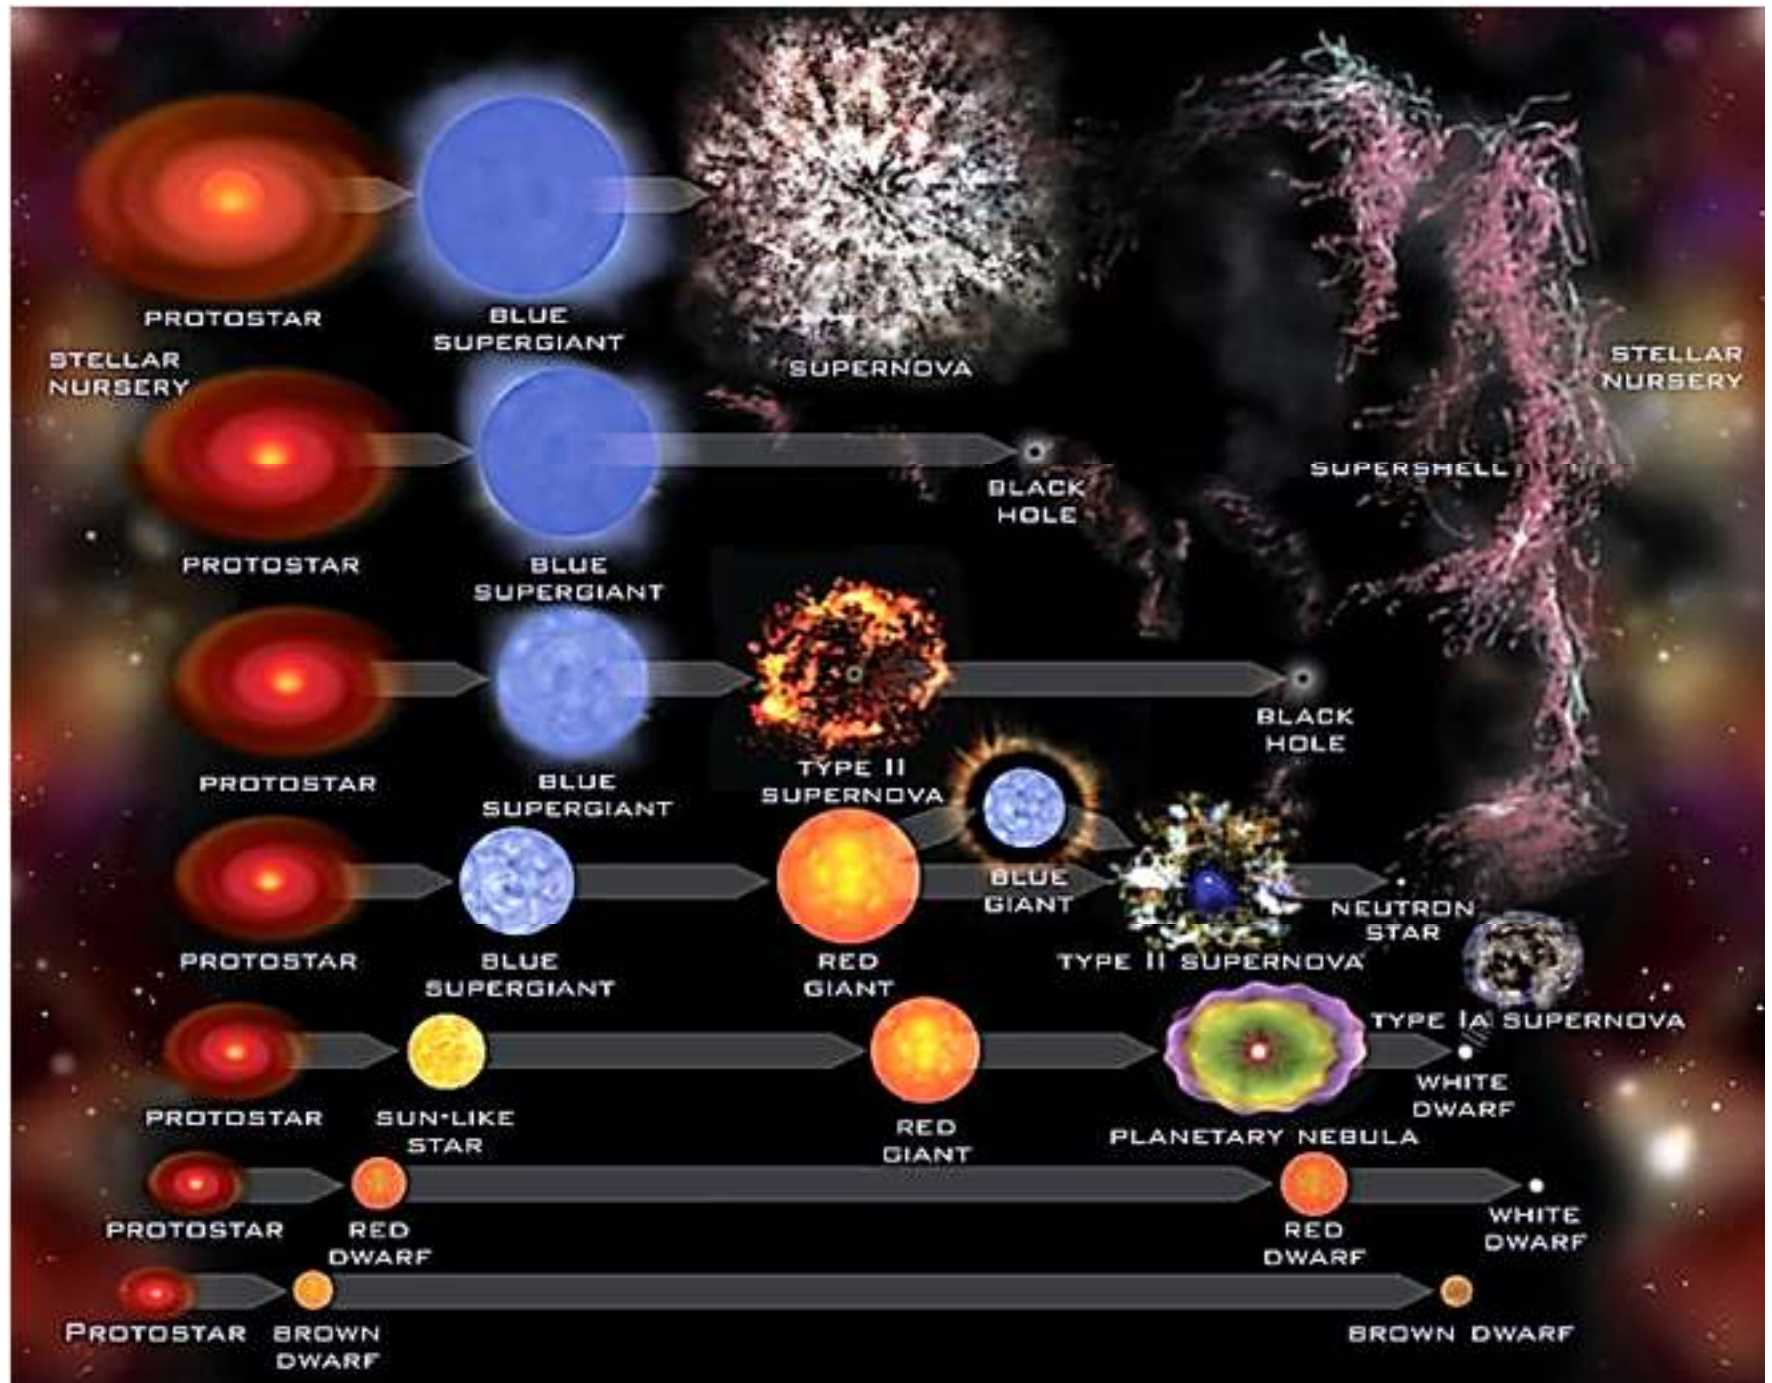 PROTOSTAR
BLUE
SUPERGIANT
SUPERNOVA
STELLAR
NURSERY
STELLAR
NURSERY
SUPERSHELL
PROTOSTAR
BLUE
SUPERGIANT
BLACK
HOLE
PROTOSTAR
BLUE
SUPERGIANT
TYPE II
SUPERNOVA
BLACK
HOLE
PROTOSTAR
BLUE
SUPERGIANT
RED
GIANT
BLUE
GIANT
TYPE II SUPERNOVA
NEUTRON
STAR
TYPE IA SUPERNOVA
PROTOSTAR
SUN-LIKE
STAR
RED
GIANT
PLANETARY NEBULA
WHITE
DWARF
PROTOSTAR
RED
DWARF
RED
DWARF
WHITE
DWARF
PROTOSTAR
BROWN
DWARF
BROWN DWARF